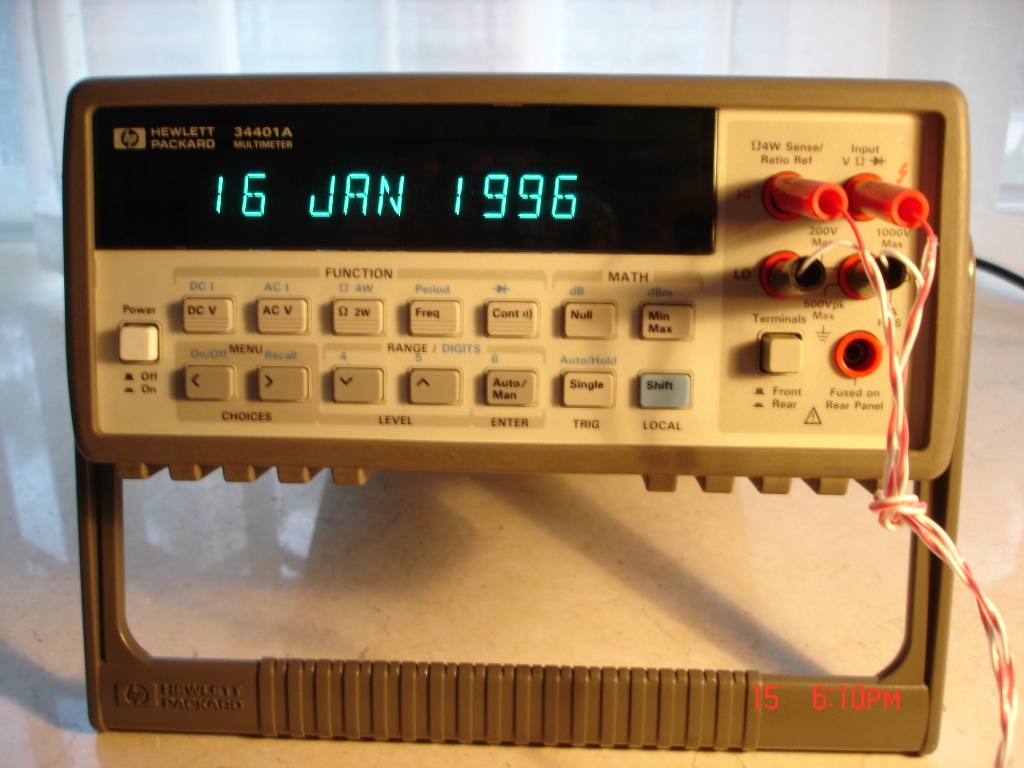 hp HEWLETT PACKARD 34401A MULTIMETER
16 JAN 1996
Ω4W Sense/ Ratio Ref
Input V Ω
HI
200V Max
1000V Max
LO
500Vpk Max
FUNCTION
MATH
DC I
AC I
Ω 4W
Period
dB
dBm
Power
DC V
AC V
Ω 2W
Freq
Cont
Null
Min Max
Terminals
MENU
RANGE / DIGITS
On/Off
Recall
4
5
6
Auto/Hold
Off
On
<
>
Auto/ Man
Single
Shift
Front
Rear
Fused on Rear Panel
CHOICES
LEVEL
ENTER
TRIG
LOCAL
hp HEWLETT PACKARD
15 6:10PM